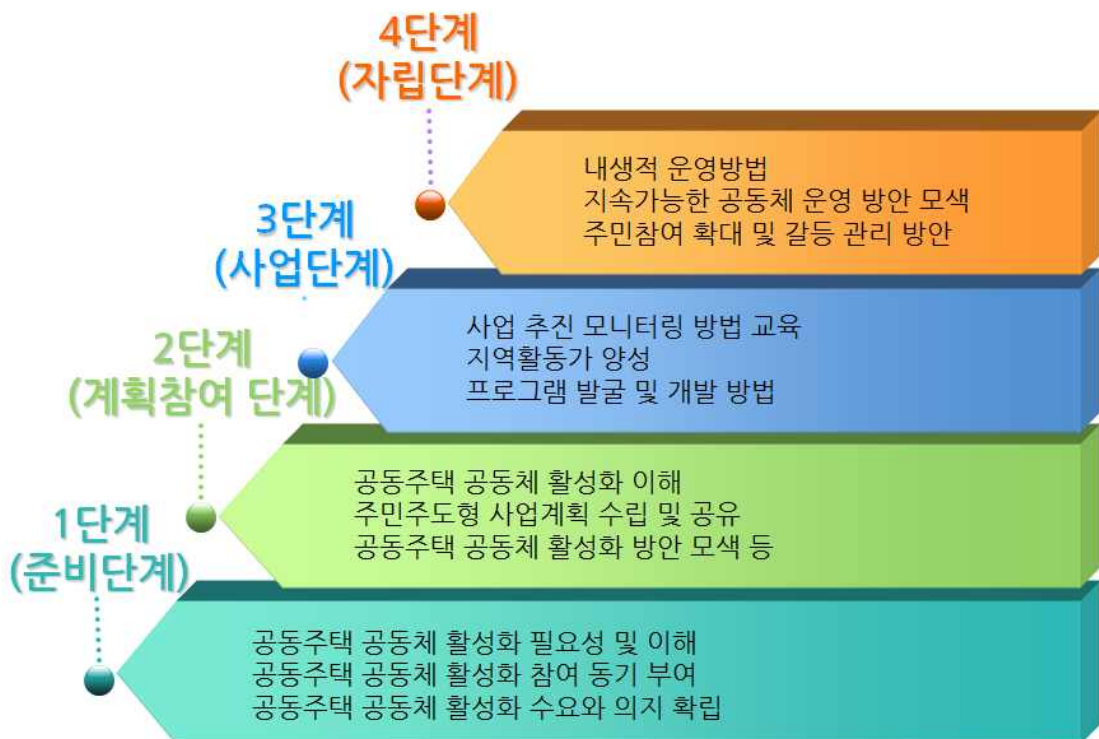 4단계
(자립단계)
내생적 운영방법
지속가능한 공동체 운영 방안 모색
주민참여 확대 및 갈등 관리 방안
3단계
(사업단계)
사업 추진 모니터링 방법 교육
지역활동가 양성
프로그램 발굴 및 개발 방법
2단계
(계획참여 단계)
공동주택 공동체 활성화 이해
주민주도형 사업계획 수립 및 공유
공동주택 공동체 활성화 방안 모색 등
1단계
(준비단계)
공동주택 공동체 활성화 필요성 및 이해
공동주택 공동체 활성화 참여 동기 부여
공동주택 공동체 활성화 수요와 의지 확립